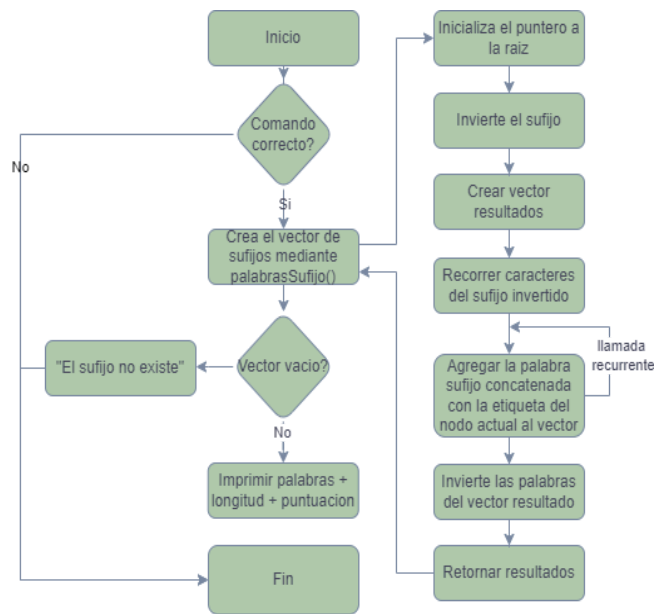 Inicio
Comando
correcto?
No
Si
Crea el vector de
sufijos mediante
palabrasSufijo()
Vector vacio?
"El sufijo no existe"
No
Imprimir palabras +
longitud + puntuacion
Fin
Inicializa el puntero a
la raiz
Invierte el sufijo
Crear vector
resultados
Recorrer caracteres
del sufijo invertido
llamada
recurrente
Agregar la palabra
sufijo concatenada
con la etiqueta del
nodo actual al vector
Invierte las palabras
del vector resultado
Retornar resultados